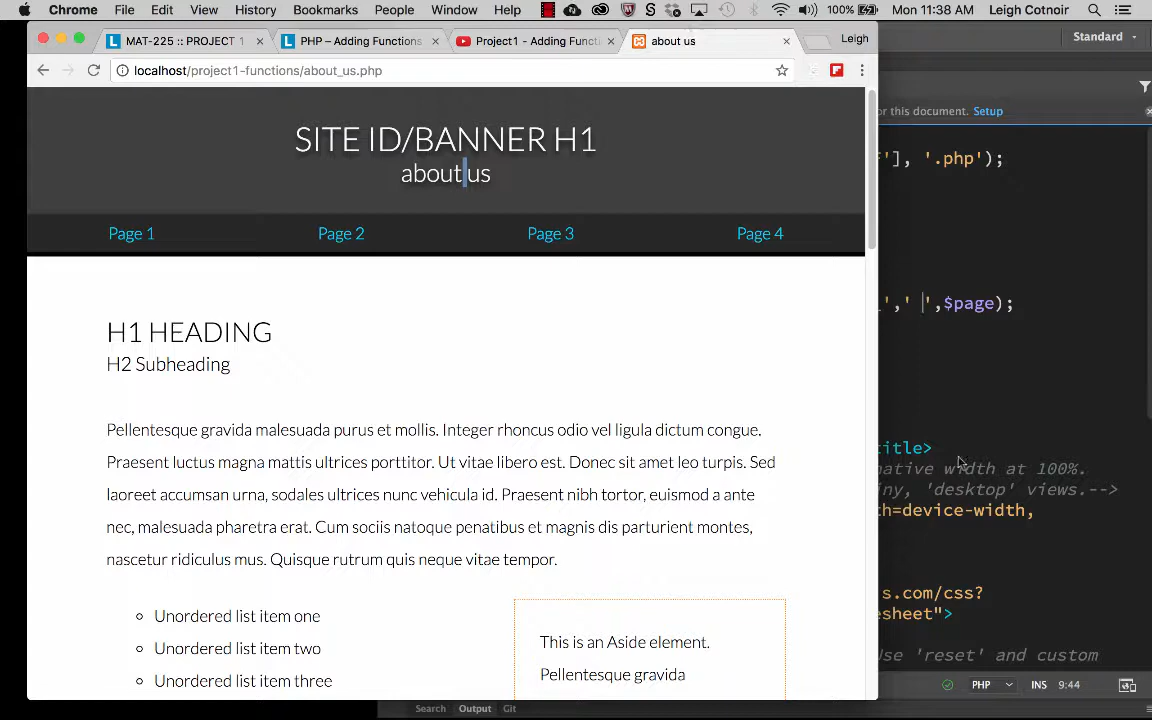 Chrome File Edit View History Bookmarks People Window Help 100% Mon 11:38 AM Leigh Cotnoir
MAT-225 :: PROJECT 1 PHP – Adding Functions Project1 - Adding Functi about us Leigh
Standard
localhost/project1-functions/about_us.php
or this document. Setup
SITE ID/BANNER H1
'], '.php');
about us
Page 1 Page 2 Page 3 Page 4
',' ',$page);
H1 HEADING
H2 Subheading
Pellentesque gravida malesuada purus et mollis. Integer rhoncus odio vel ligula dictum congue.
itle>
Praesent luctus magna mattis ultrices porttitor. Ut vitae libero est. Donec sit amet leo turpis. Sed
native width at 100%.
iny, 'desktop' views.-->
laoreet accumsan urna, sodales ultrices nunc vehicula id. Praesent nibh tortor, euismod a ante
th=device-width,
nec, malesuada pharetra erat. Cum sociis natoque penatibus et magnis dis parturient montes,
nascetur ridiculus mus. Quisque rutrum quis neque vitae tempor.
s.com/css?
esheet">
Unordered list item one
This is an Aside element.
Unordered list item two
Use 'reset' and custom
Pellentesque gravida
Unordered list item three
PHP INS 9:44
Search Output Git